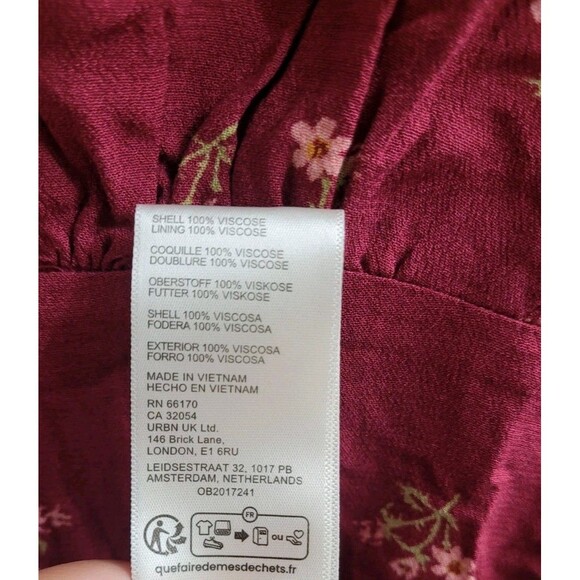 SHELL 100% VISCOSE
LINING 100% VISCOSE
COQUILLE 100% VISCOSE
DOUBLURE 100% VISCOSE
OBERSTOFF 100% VISKOSE
FUTTER 100% VISKOSE
SHELL 100% VISCOSA
FODERA 100% VISCOSA
EXTERIOR 100% VISCOSA
FORRO 100% VISCOSA
MADE IN VIETNAM
HECHO EN VIETNAM
RN 66170
CA 32054
URBN UK Ltd.
146 Brick Lane,
LONDON, E1 6RU
LEIDSESTRAAT 32, 1017 PB
AMSTERDAM, NETHERLANDS
OB2017241
FR
ou
quefairedemesdechets.fr